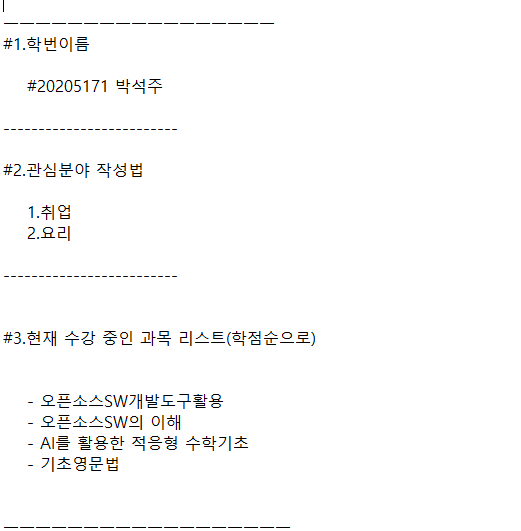 ㅡㅡㅡㅡㅡㅡㅡㅡㅡㅡㅡㅡㅡㅡㅡㅡㅡ
#1.학번이름
#20205171 박석주
-------------------------
#2.관심분야 작성법
1.취업
2.요리
-------------------------
#3.현재 수강 중인 과목 리스트(학점순으로)
- 오픈소스SW개발도구활용
- 오픈소스SW의 이해
- AI를 활용한 적응형 수학기초
- 기초영문법
ㅡㅡㅡㅡㅡㅡㅡㅡㅡㅡㅡㅡㅡㅡㅡㅡㅡㅡ